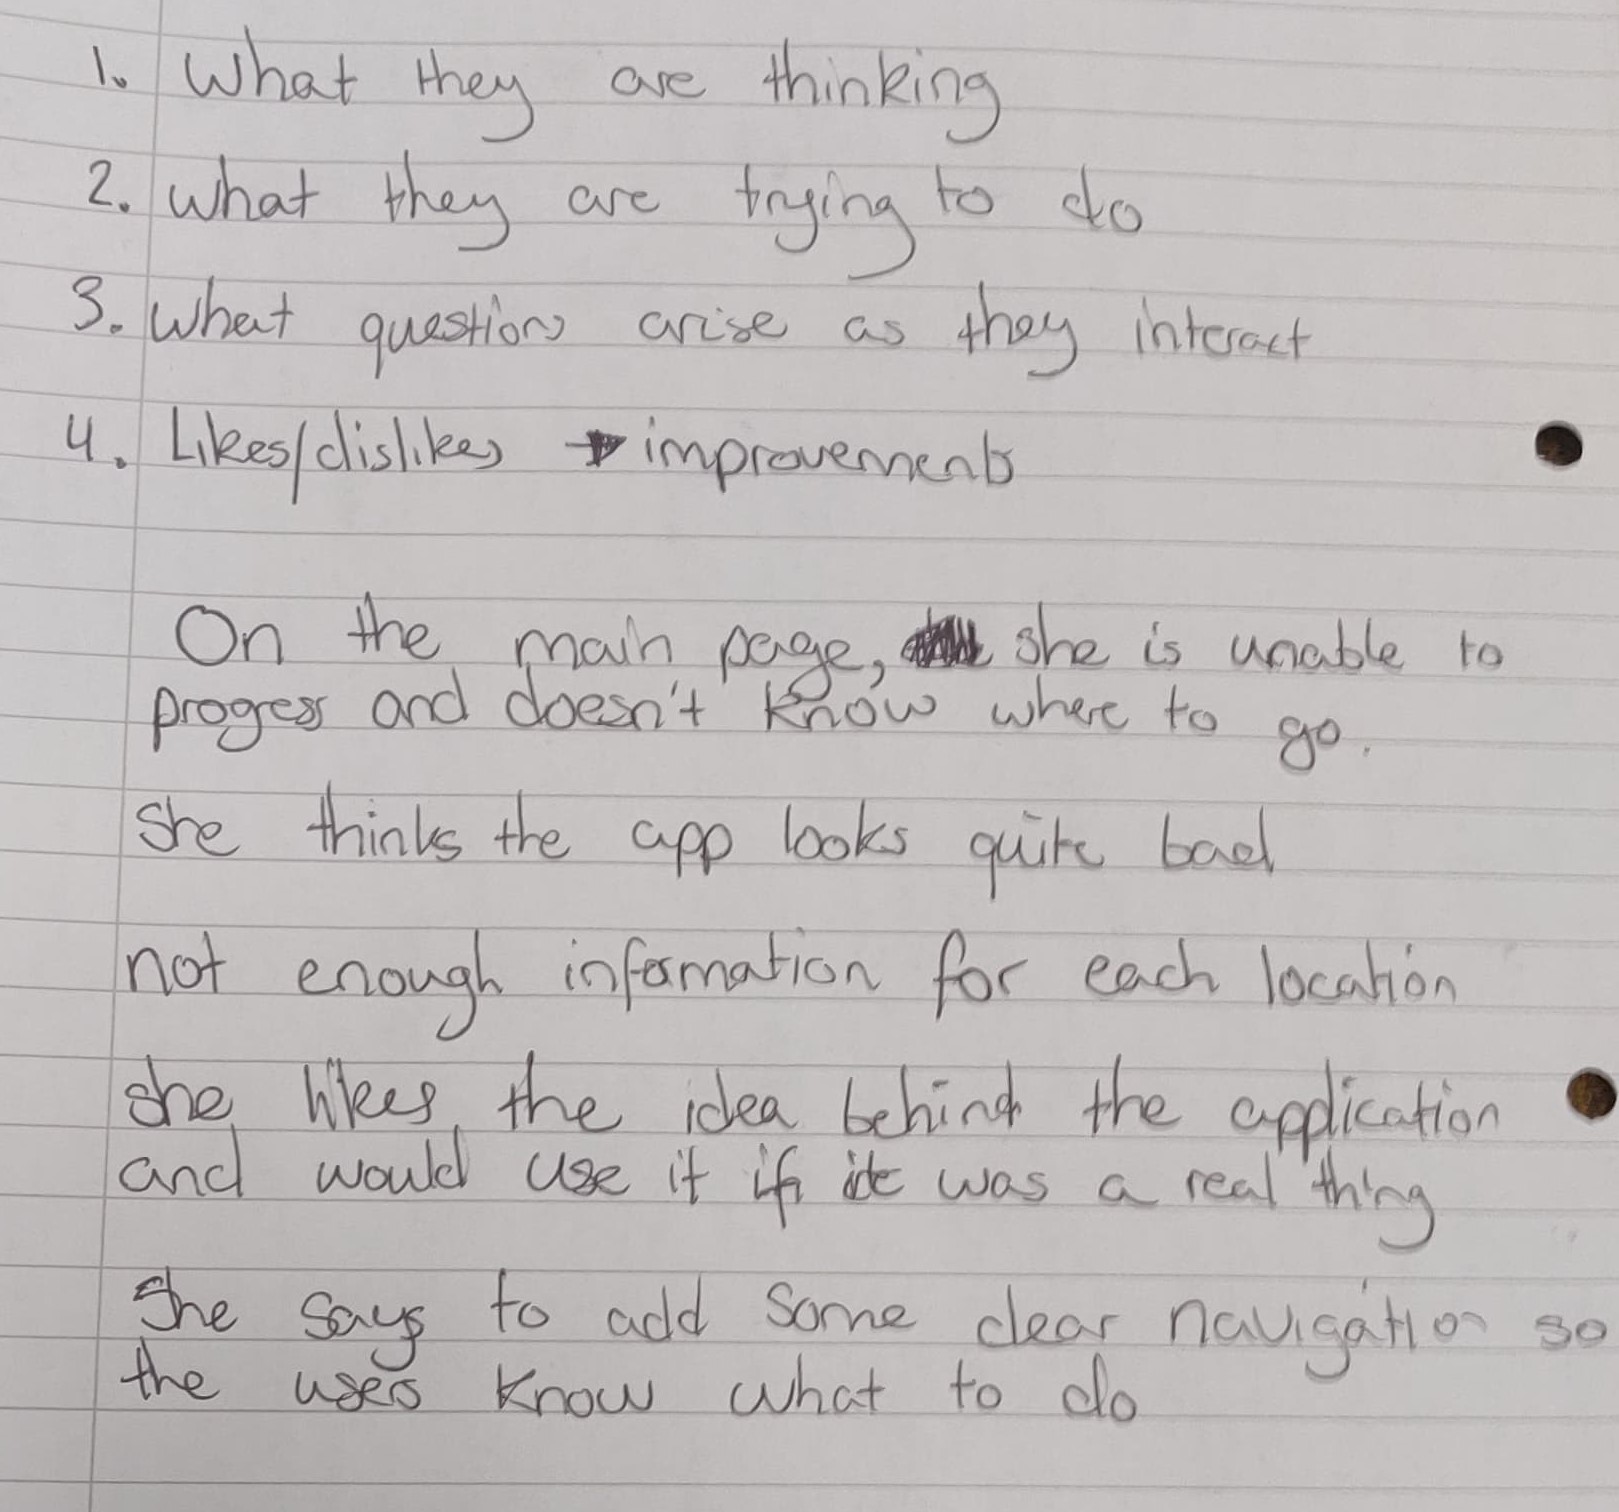 1. What they are thinking
2. What they are trying to do
3. What questions arise as they interact
4. Likes/dislikes → improvements
On the main page, she is unable to
progess and doesn't know where to go.
She thinks the app looks quite bad
not enough information for each location
she likes the idea behind the application
and would use it if it was a real thing
She says to add some clear navigation so
the users know what to do